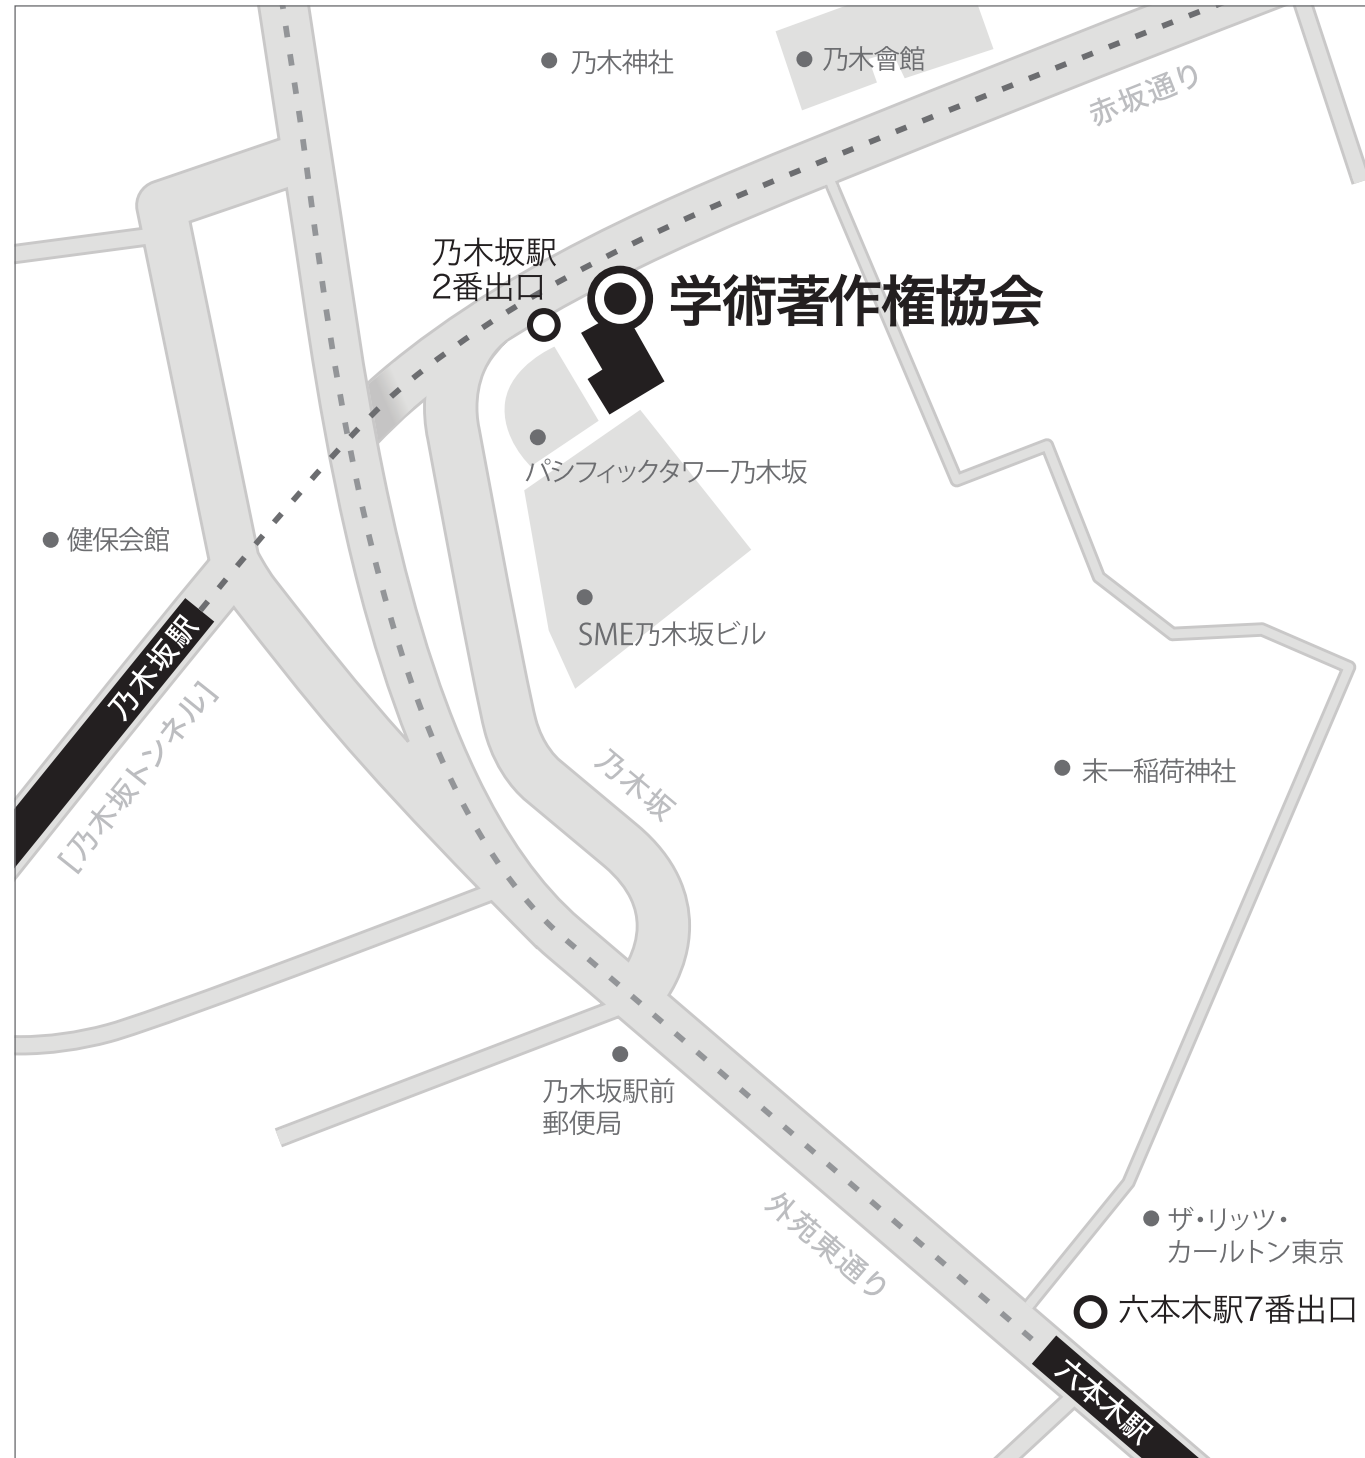 乃木神社
乃木會館
赤坂通り
乃木坂駅
2番出口
学術著作権協会
パシフィックタワー乃木坂
健保会館
SME乃木坂ビル
乃木坂駅
[乃木坂トンネル]
乃木坂
末一稲荷神社
乃木坂駅前
郵便局
外苑東通り
ザ・リッツ・
カールトン東京
六本木駅7番出口
六本木駅